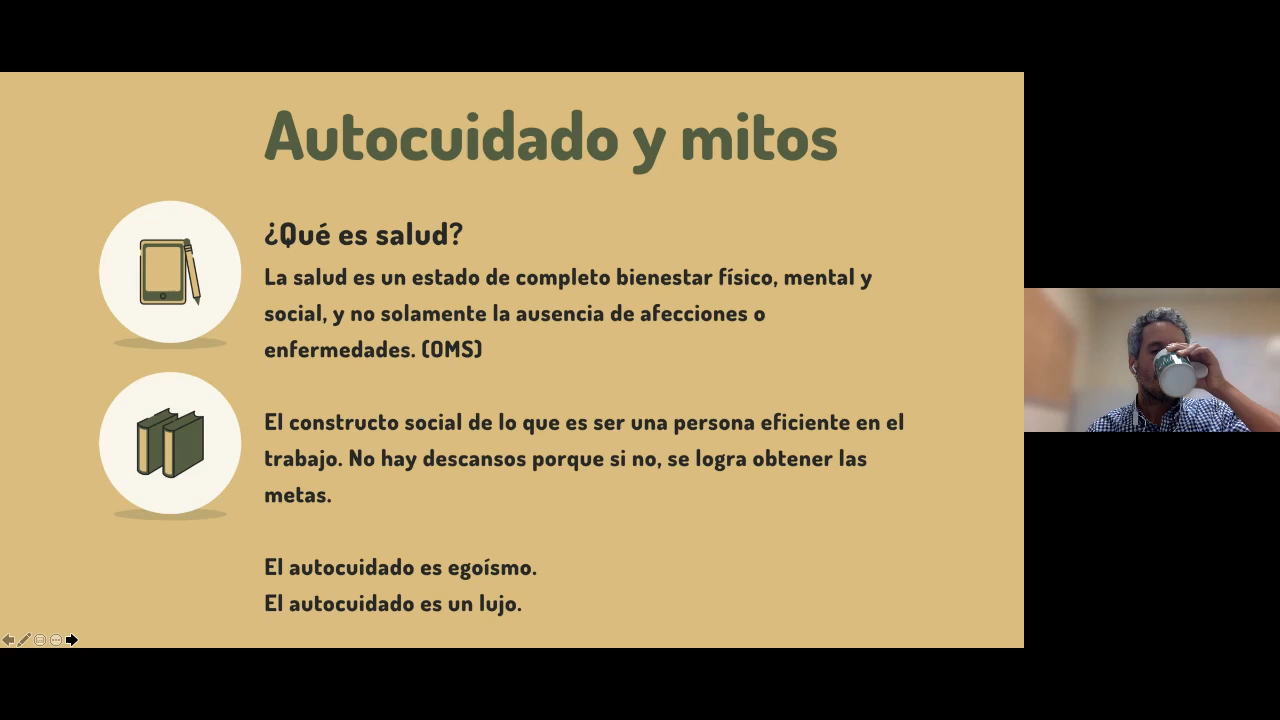 Autocuidado y mitos
¿Qué es salud?
La salud es un estado de completo bienestar físico, mental y
social, y no solamente la ausencia de afecciones o
enfermedades. (OMS)
El constructo social de lo que es ser una persona eficiente en el
trabajo. No hay descansos porque si no, se logra obtener las
metas.
El autocuidado es egoísmo.
El autocuidado es un lujo.